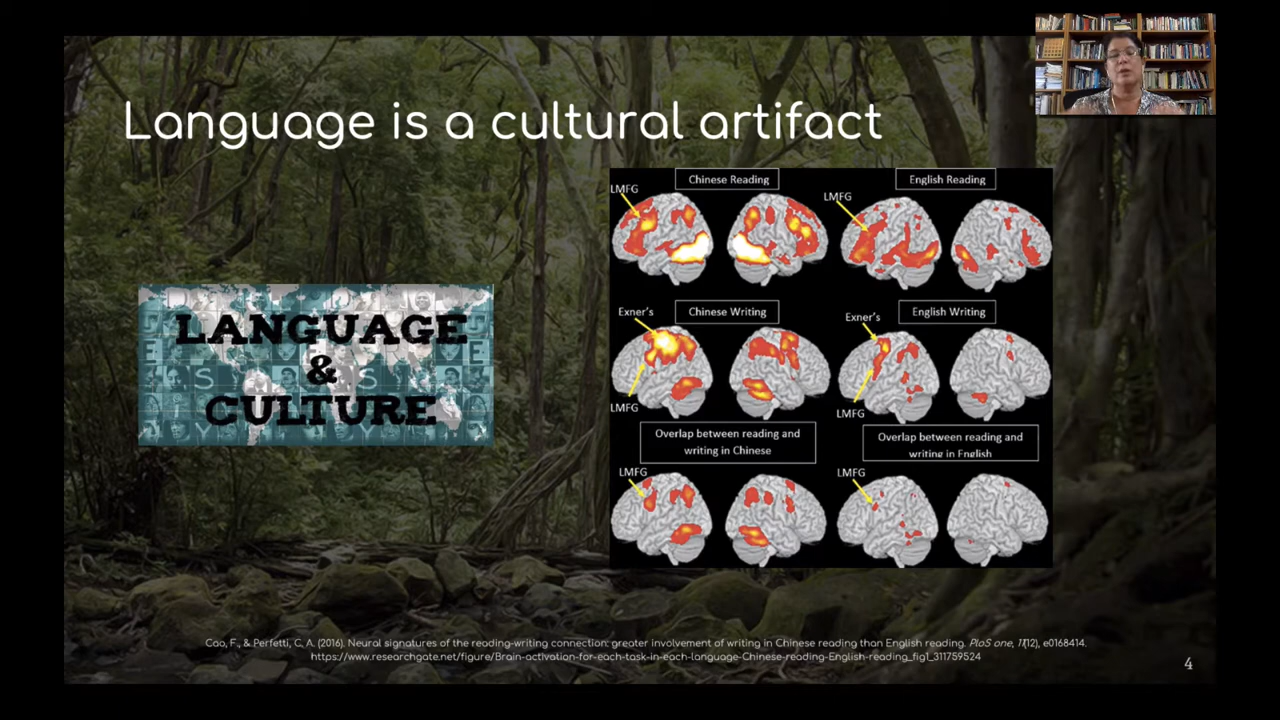 Language is a cultural artifact
LANGUAGE
&
CULTURE
Chinese Reading
English Reading
LMFG
LMFG
Chinese Writing
English Writing
Exner's
Exner's
LMFG
LMFG
Overlap between reading and
writing in Chinese
Overlap between reading and
writing in English
LMFG
LMFG
Cao, F., & Perfetti, C. A. (2016). Neural signatures of the reading-writing connection: greater involvement of writing in Chinese reading than English reading. PloS one, 11(12), e0168414.
https://www.researchgate.net/figure/Brain-activation-for-each-task-in-each-language-Chinese-reading-English-reading_fig1_311759524
4